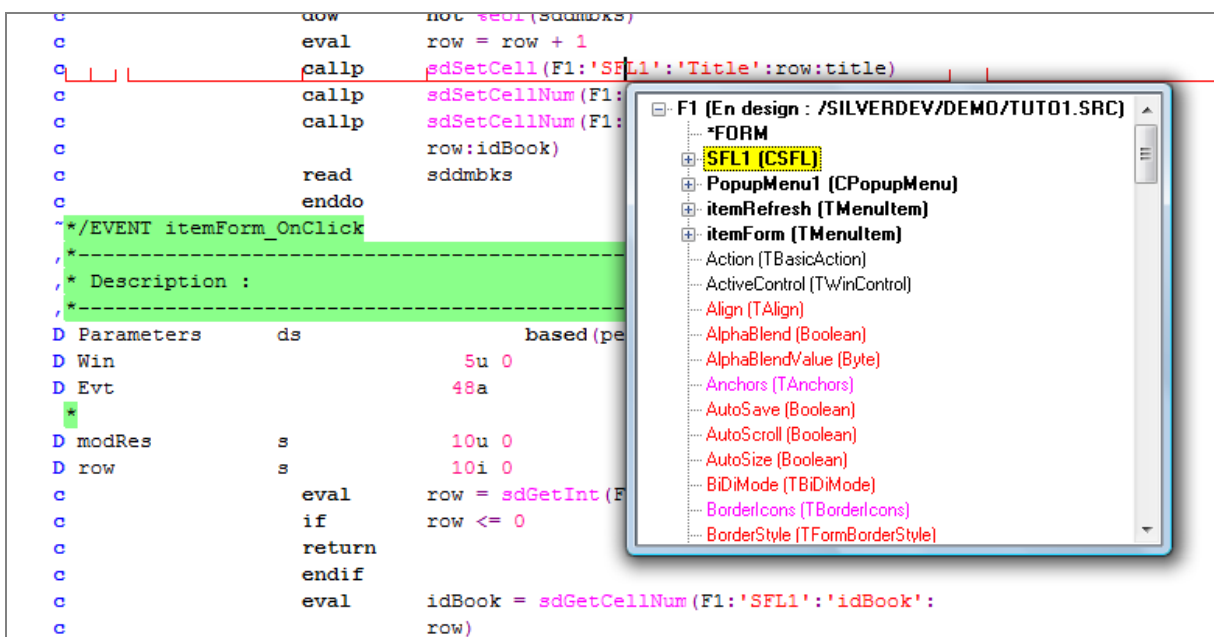 c dow not %eof(sddmbks)
c eval row = row + 1
c callp sdSetCell(F1:'SFL1':'Title':row:title)
c callp sdSetCellNum(F1:
c callp sdSetCellNum(F1:
c row:idBook)
c read sddmbks
c enddo
~*/EVENT itemForm_OnClick
,*----------------------------------------------
,* Description :
,*----------------------------------------------
D Parameters ds based(pe
D Win 5u 0
D Evt 48a
*
D modRes s 10u 0
D row s 10i 0
c eval row = sdGetInt(F
c if row <= 0
c return
c endif
c eval idBook = sdGetCellNum(F1:'SFL1':'idBook':
c row)
F1 (En design : /SILVERDEV/DEMO/TUTO1.SRC)
*FORM
SFL1 (CSFL)
PopupMenu1 (CPopupMenu)
itemRefresh (TMenuItem)
itemForm (TMenuItem)
Action (TBasicAction)
ActiveControl (TWinControl)
Align (TAlign)
AlphaBlend (Boolean)
AlphaBlendValue (Byte)
Anchors (TAnchors)
AutoSave (Boolean)
AutoScroll (Boolean)
AutoSize (Boolean)
BiDiMode (TBiDiMode)
BorderIcons (TBorderIcons)
BorderStyle (TFormBorderStyle)